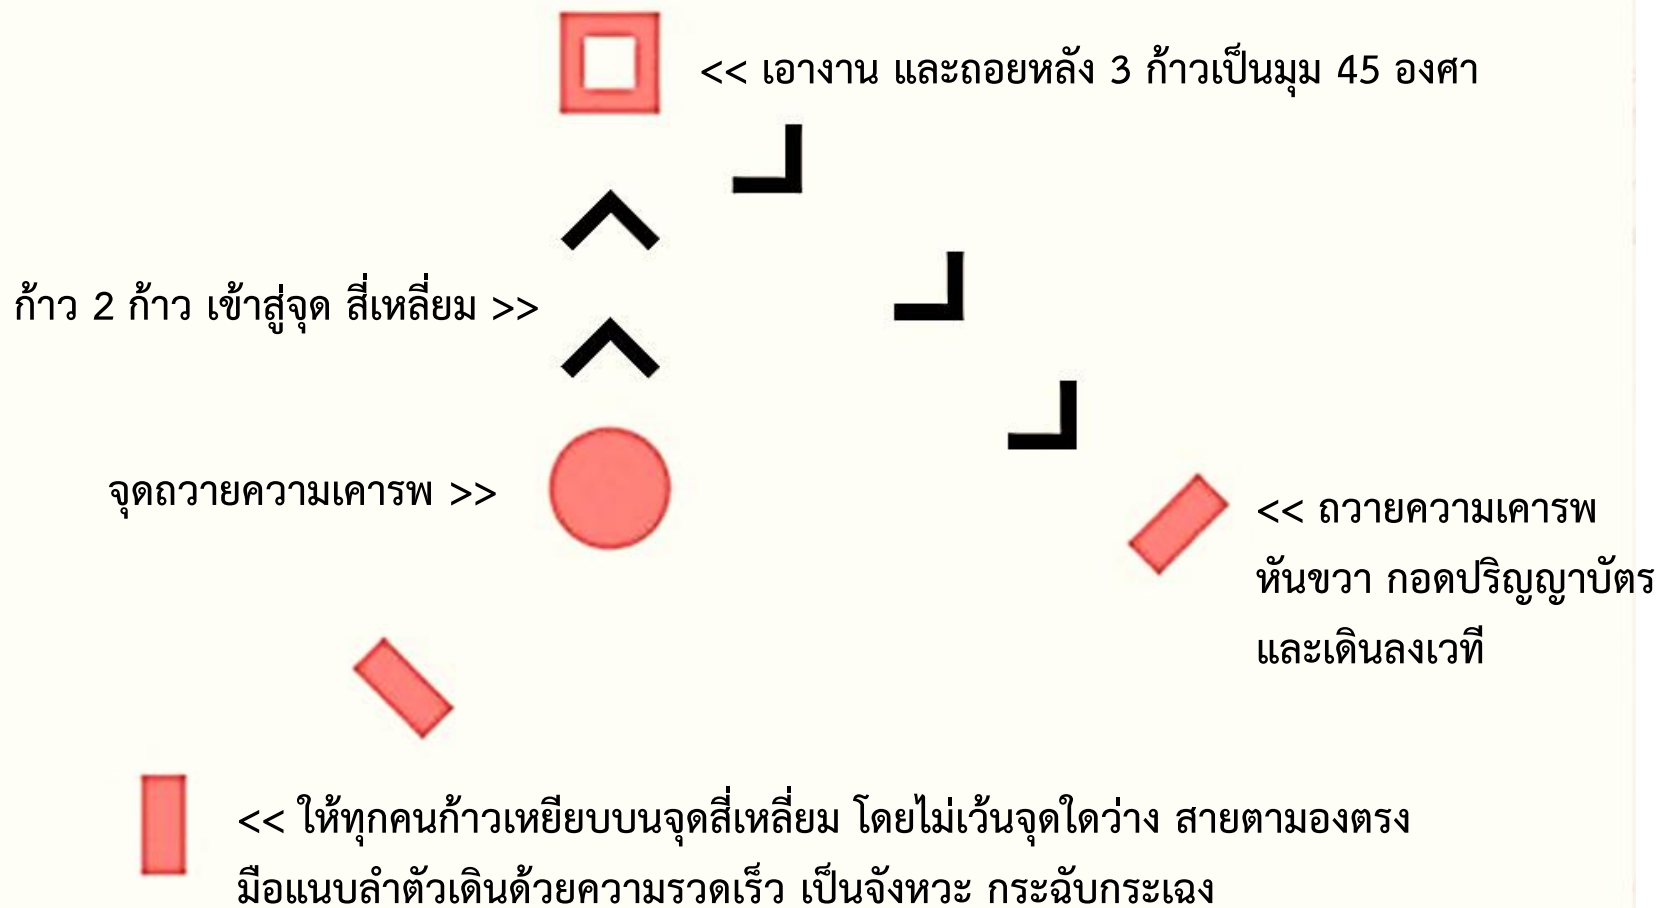 << เอางาน และถอยหลัง 3 ก้าวเป็นมุม 45 องศา
ก้าว 2 ก้าว เข้าสู่จุด สี่เหลี่ยม >>
จุดถวายความเคารพ >>
<< ถวายความเคารพ
หันขวา กอดปริญญาบัตร
และเดินลงเวที
<< ให้ทุกคนก้าวเหยียบบนจุดสี่เหลี่ยม โดยไม่เว้นจุดใดว่าง สายตามองตรง
มือแนบลำตัวเดินด้วยความรวดเร็ว เป็นจังหวะ กระฉับกระเฉง